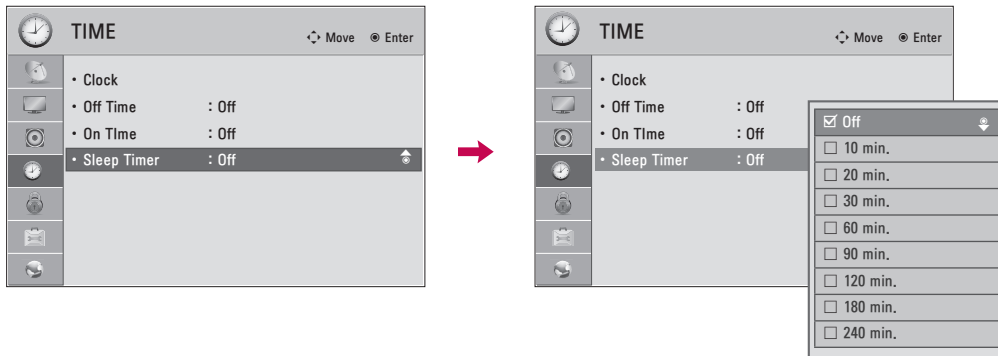 TIME
Move Enter
• Clock
• Off Time : Off
• On TIme : Off
• Sleep Timer : Off
TIME
Move Enter
• Clock
• Off Time : Off
• On TIme : Off
• Sleep Timer : Off
☑ Off
☐ 10 min.
☐ 20 min.
☐ 30 min.
☐ 60 min.
☐ 90 min.
☐ 120 min.
☐ 180 min.
☐ 240 min.